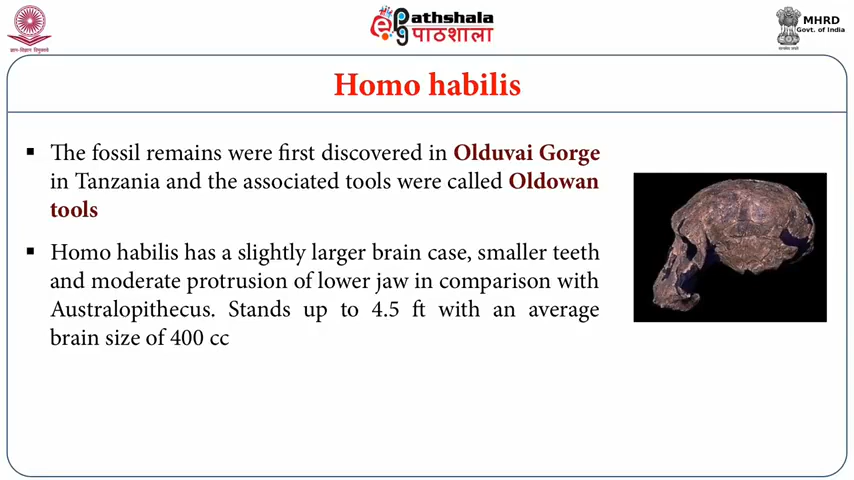 ePathshala
पाठशाला
MHRD
Govt. of India
Homo habilis
▪ The fossil remains were first discovered in Olduvai Gorge
in Tanzania and the associated tools were called Oldowan
tools
▪ Homo habilis has a slightly larger brain case, smaller teeth
and moderate protrusion of lower jaw in comparison with
Australopithecus. Stands up to 4.5 ft with an average
brain size of 400 cc